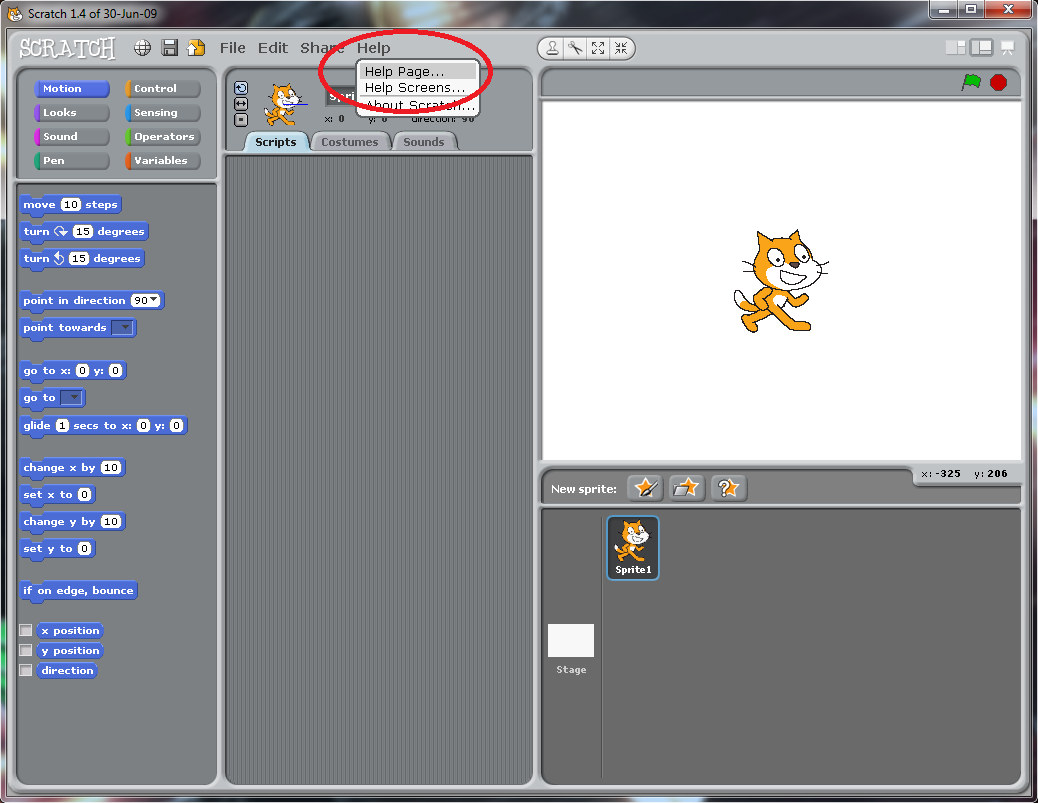 Scratch 1.4 of 30-Jun-09
SCRATCH File Edit Share Help
Help Page...
Help Screens...
About Scratch...
x: 0 y: 0 direction: 90
Scripts Costumes Sounds
Motion Control
Looks Sensing
Sound Operators
Pen Variables
move 10 steps
turn 15 degrees
turn 15 degrees
point in direction 90
point towards
go to x: 0 y: 0
go to
glide 1 secs to x: 0 y: 0
change x by 10
set x to 0
change y by 10
set y to 0
if on edge, bounce
x position
y position
direction
x: -325 y: 206
New sprite:
Sprite1
Stage